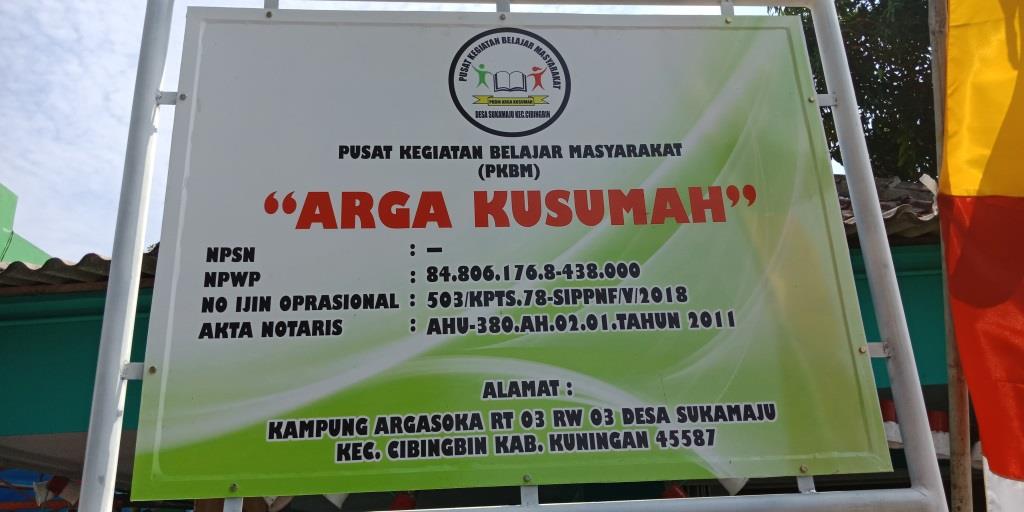 PUSAT KEGIATAN BELAJAR MASYARAKAT
PKBM ARGA KUSUMAH
DESA SUKAMAJU KEC.CIBINGBIN
PUSAT KEGIATAN BELAJAR MASYARAKAT
(PKBM)
“ARGA KUSUMAH”
NPSN : –
NPWP : 84.806.176.8-438.000
NO IJIN OPRASIONAL : 503/KPTS.78-SIPPNF/V/2018
AKTA NOTARIS : AHU-380.AH.02.01.TAHUN 2011
ALAMAT :
KAMPUNG ARGASOKA RT 03 RW 03 DESA SUKAMAJU
KEC. CIBINGBIN KAB. KUNINGAN 45587